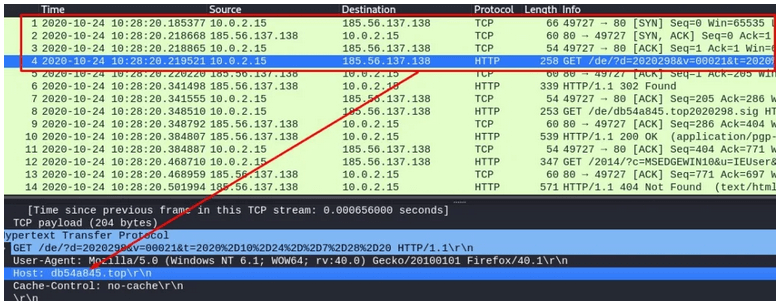 Time Source Destination Protocol Length Info
1 2020-10-24 10:28:20.185377 10.0.2.15 185.56.137.138 TCP 66 49727 → 80 [SYN] Seq=0 Win=65535
2 2020-10-24 10:28:20.218668 185.56.137.138 10.0.2.15 TCP 60 80 → 49727 [SYN, ACK] Seq=0 Ack=1
3 2020-10-24 10:28:20.218865 10.0.2.15 185.56.137.138 TCP 54 49727 → 80 [ACK] Seq=1 Ack=1
4 2020-10-24 10:28:20.219521 10.0.2.15 185.56.137.138 HTTP 258 GET /de/?d=2020298&v=00021&t=2020
5 2020-10-24 10:28:20.220220 185.56.137.138 10.0.2.15 TCP 60 80 → 49727 [ACK] Seq=1 Ack=205 Win
6 2020-10-24 10:28:20.341498 185.56.137.138 10.0.2.15 HTTP 339 HTTP/1.1 302 Found
7 2020-10-24 10:28:20.341555 10.0.2.15 185.56.137.138 TCP 54 49727 → 80 [ACK] Seq=205 Ack=286
8 2020-10-24 10:28:20.348510 10.0.2.15 185.56.137.138 HTTP 253 GET /de/db54a845.top2020298.sig
9 2020-10-24 10:28:20.348792 185.56.137.138 10.0.2.15 TCP 60 80 → 49727 [ACK] Seq=286 Ack=404
10 2020-10-24 10:28:20.384807 185.56.137.138 10.0.2.15 HTTP 539 HTTP/1.1 200 OK (application/pgp-
11 2020-10-24 10:28:20.384887 10.0.2.15 185.56.137.138 TCP 54 49727 → 80 [ACK] Seq=404 Ack=771
12 2020-10-24 10:28:20.468710 10.0.2.15 185.56.137.138 HTTP 347 GET /2014/?c=MSEDGEWIN10&u=IEUser&
13 2020-10-24 10:28:20.468959 185.56.137.138 10.0.2.15 TCP 60 80 → 49727 [ACK] Seq=771 Ack=697
14 2020-10-24 10:28:20.501994 185.56.137.138 10.0.2.15 HTTP 571 HTTP/1.1 404 Not Found (text/html
[Time since previous frame in this TCP stream: 0.000656000 seconds]
TCP payload (204 bytes)
Hypertext Transfer Protocol
GET /de/?d=2020298&v=00021&t=2020%2D10%2D24%2D%2D7%2D28%2D20 HTTP/1.1\r\n
User-Agent: Mozilla/5.0 (Windows NT 6.1; WOW64; rv:40.0) Gecko/20100101 Firefox/40.1\r\n
Host: db54a845.top\r\n
Cache-Control: no-cache\r\n
\r\n